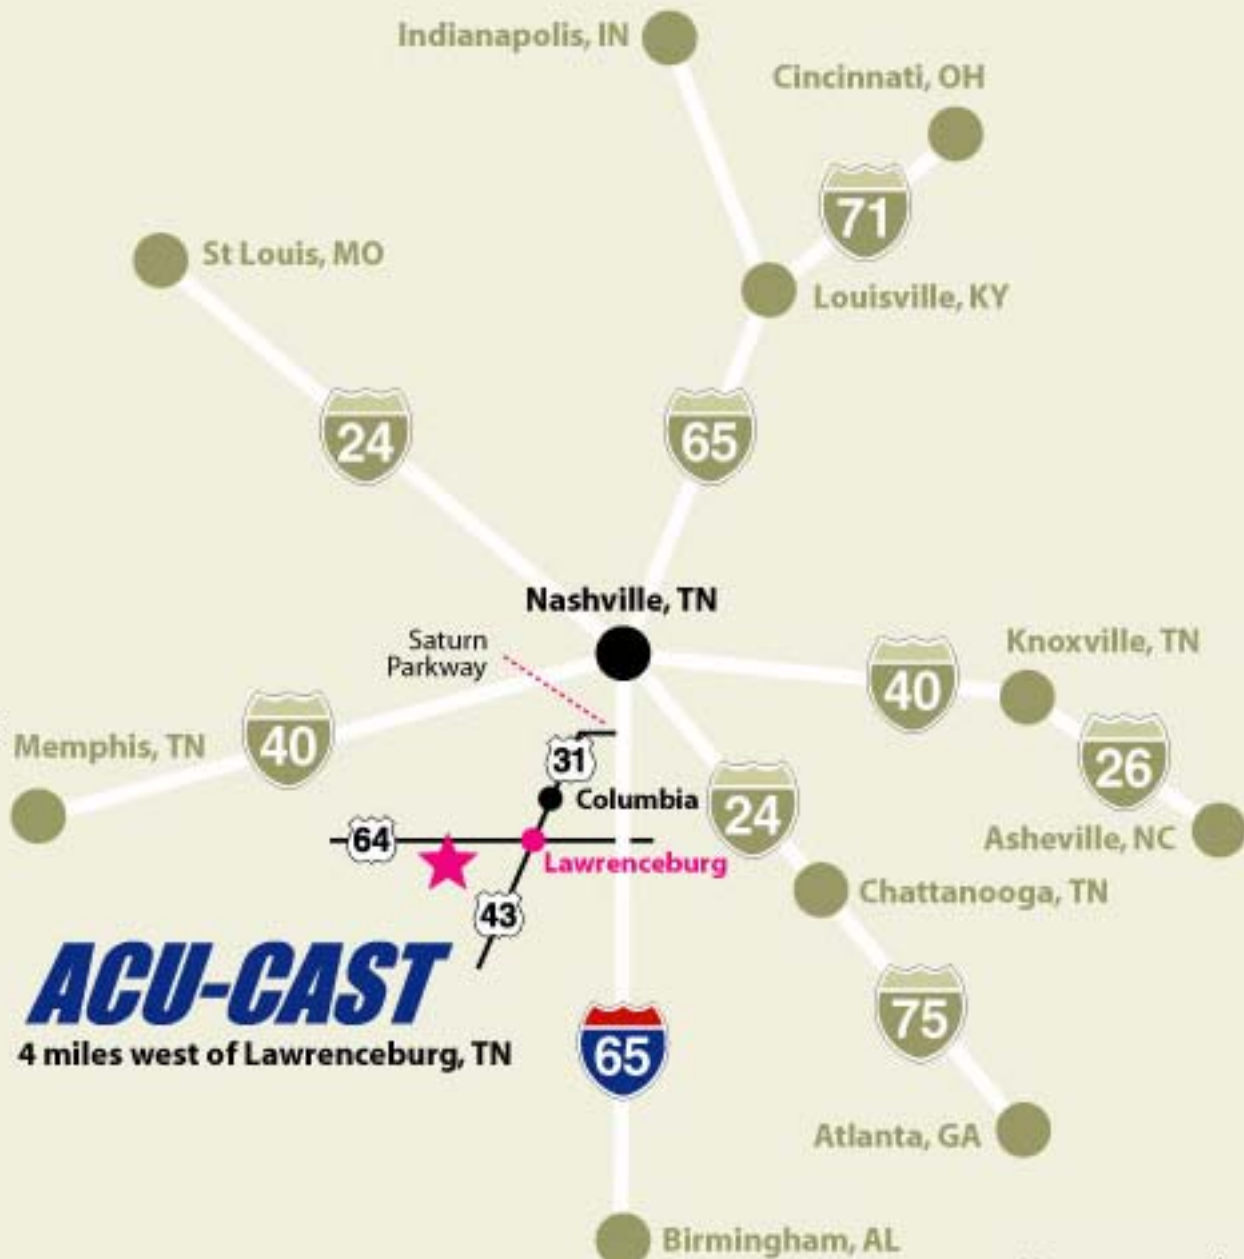 Indianapolis, IN
Cincinnati, OH
71
St Louis, MO
Louisville, KY
24
65
Nashville, TN
Saturn
Parkway
Knoxville, TN
40
40
Memphis, TN
31
26
Columbia
24
64
Asheville, NC
Lawrenceburg
Chattanooga, TN
43
ACU-CAST
75
4 miles west of Lawrenceburg, TN
65
Atlanta, GA
Birmingham, AL